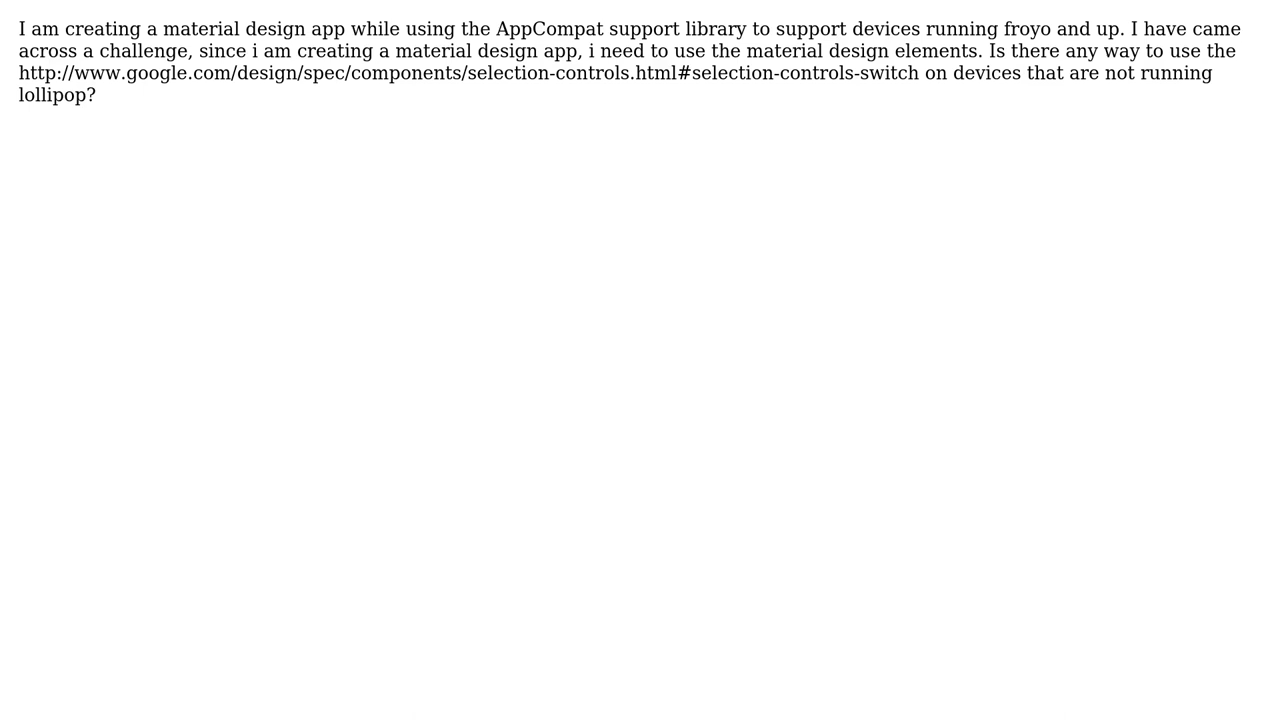 I am creating a material design app while using the AppCompat support library to support devices running froyo and up. I have came
across a challenge, since i am creating a material design app, i need to use the material design elements. Is there any way to use the
http://www.google.com/design/spec/components/selection-controls.html#selection-controls-switch on devices that are not running
lollipop?